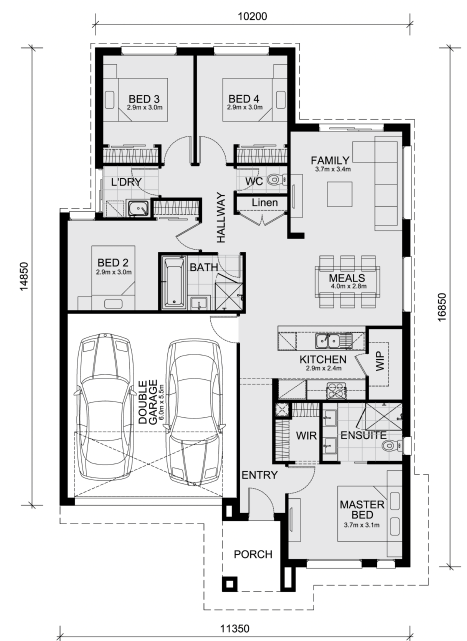 10200
BED 3
2.9m x 3.0m
BED 4
2.9m x 3.0m
FAMILY
3.7m x 3.4m
L'DRY
WC
Linen
HALLWAY
BED 2
2.9m x 3.0m
BATH
MEALS
4.0m x 2.8m
14850
16850
KITCHEN
2.9m x 2.4m
WIP
DOUBLE
GARAGE
6.0m x 5.5m
WIR
ENSUITE
ENTRY
MASTER
BED
3.7m x 3.1m
PORCH
11350